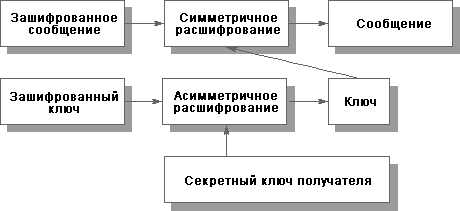 Зашифрованное
сообщение
Симметричное
расшифрование
Сообщение
Зашифрованный
ключ
Асимметричное
расшифрование
Ключ
Секретный ключ получателя